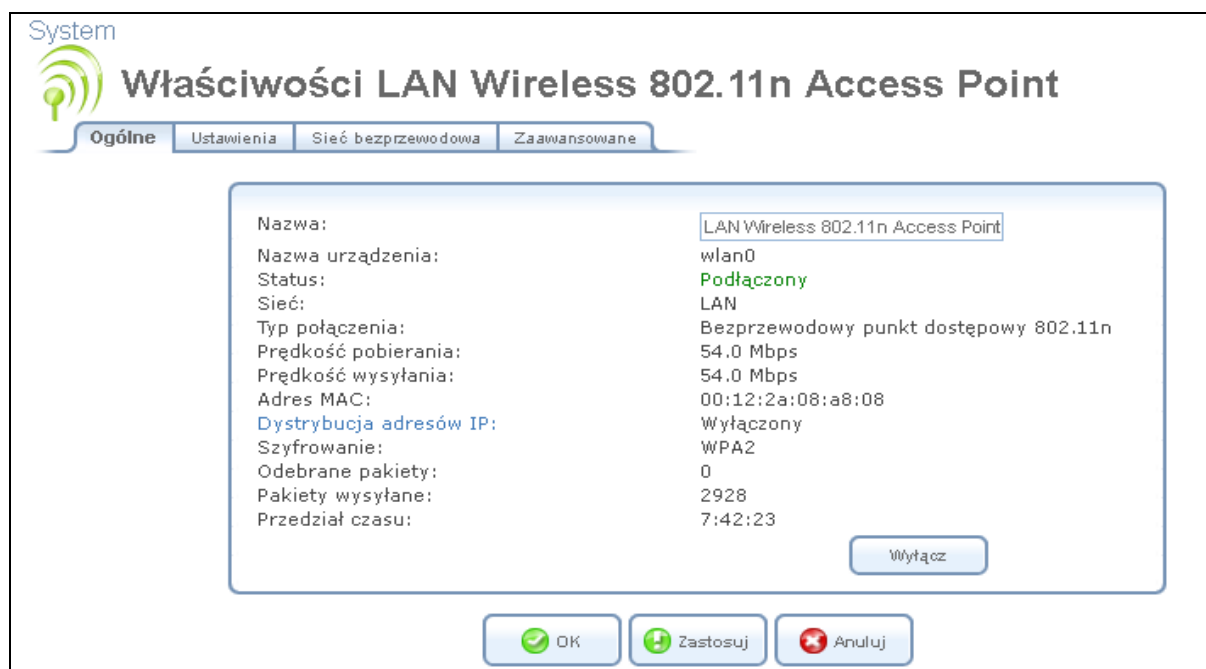 System
Właściwości LAN Wireless 802.11n Access Point
Ogólne Ustawienia Sieć bezprzewodowa Zaawansowane
Nazwa: LAN Wireless 802.11n Access Point
Nazwa urządzenia: wlan0
Status: Podłączony
Sieć: LAN
Typ połączenia: Bezprzewodowy punkt dostępowy 802.11n
Prędkość pobierania: 54.0 Mbps
Prędkość wysyłania: 54.0 Mbps
Adres MAC: 00:12:2a:08:a8:08
Dystrybucja adresów IP: Wyłączony
Szyfrowanie: WPA2
Odebrane pakiety: 0
Pakiety wysyłane: 2928
Przedział czasu: 7:42:23
Wyłącz
OK Zastosuj Anuluj